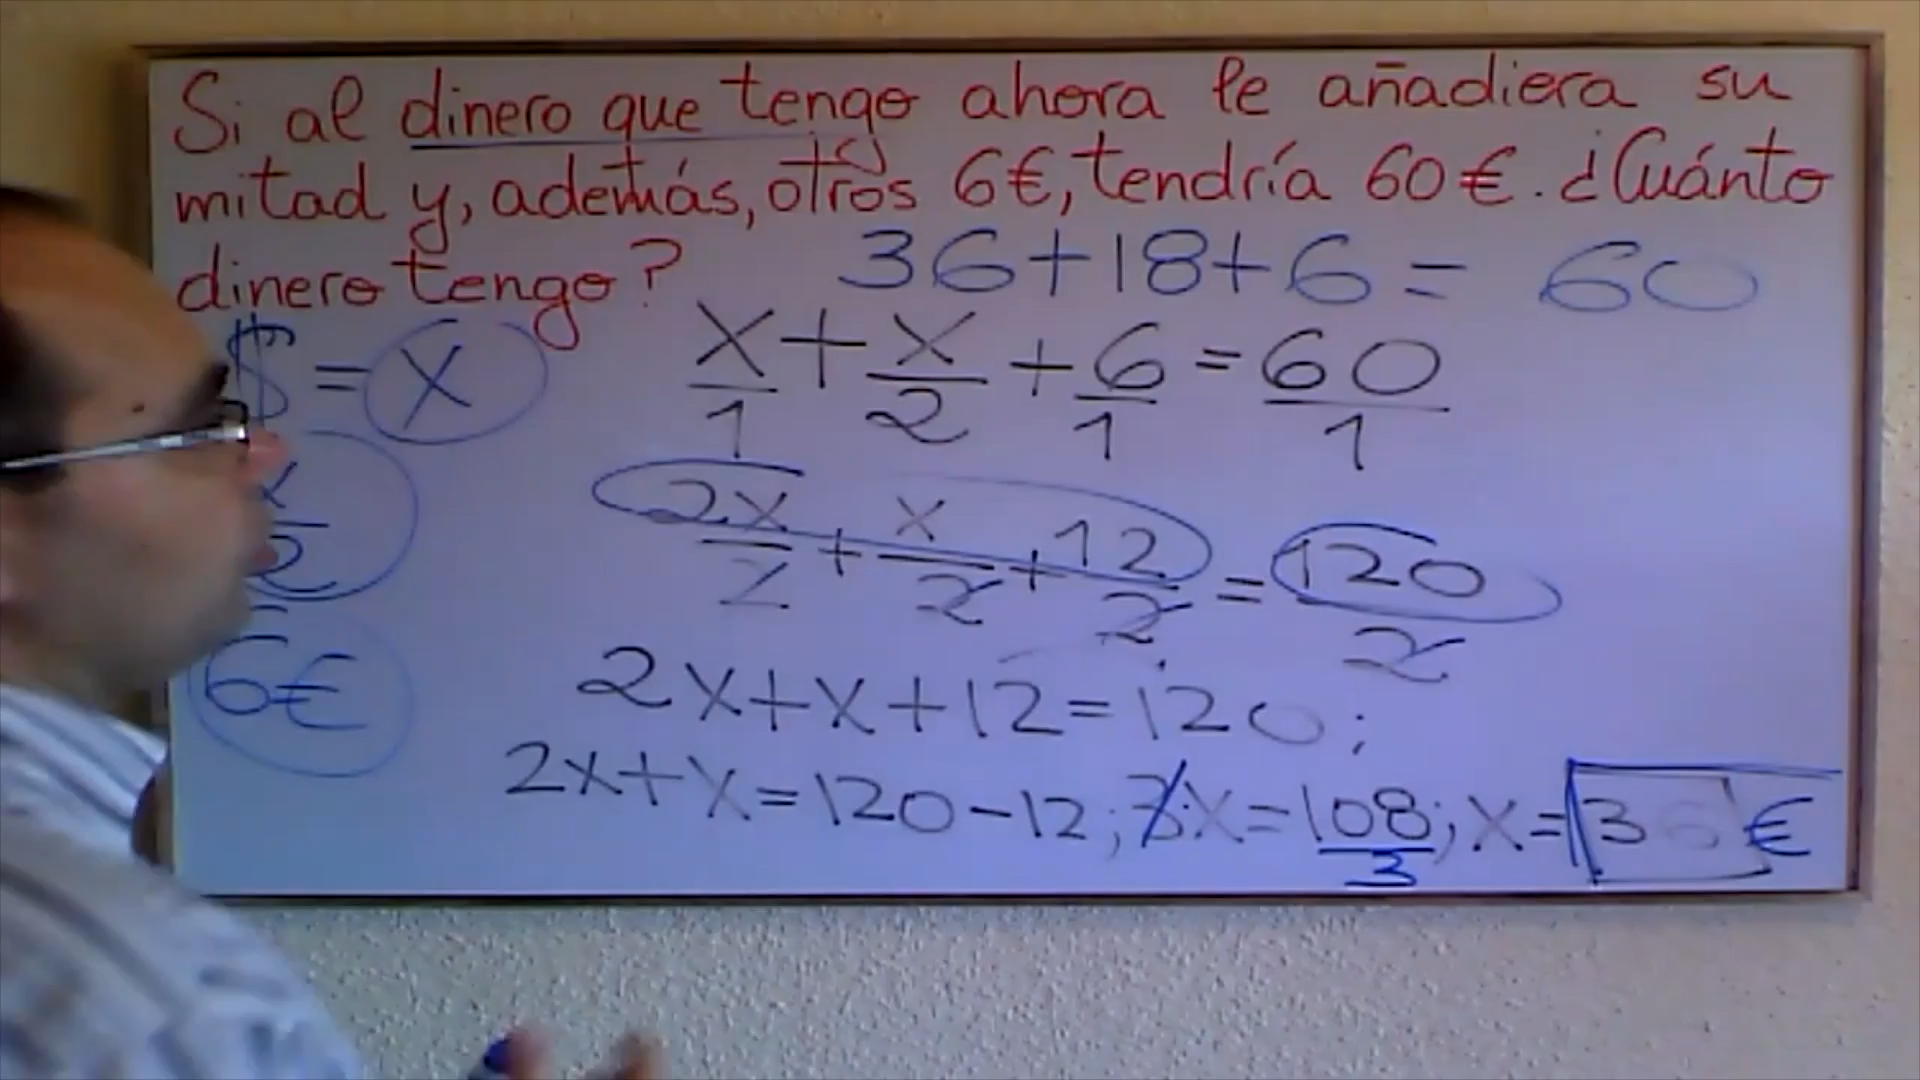 Si al dinero que tengo ahora le añadiera su
mitad y, además, otros 6€, tendría 60€. ¿Cuánto
dinero tengo?
36+18+6= 60
$ = x
x/1 + x/2 + 6/1 = 60/1
x/2
2x/2 + x/2 + 12/2 = 120/2
6€
2x+x+12=120;
2x+x=120-12; 3x=108/3; x=36€